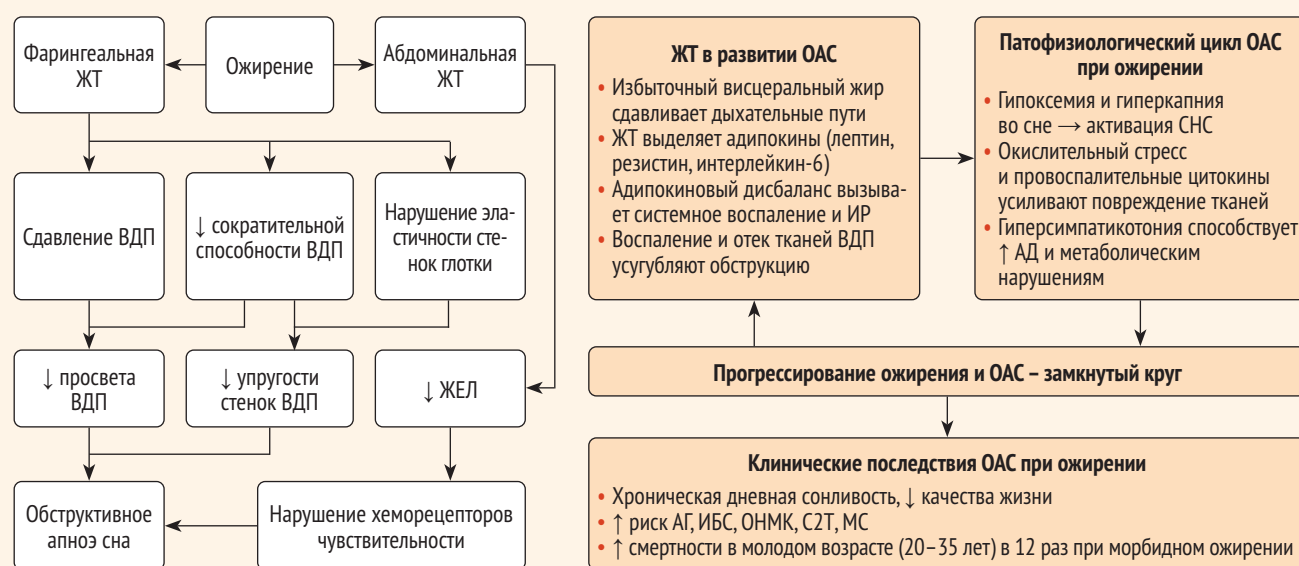 Фарингеальная
ЖТ
Ожирение
Абдоминальная
ЖТ
Сдавление ВДП
↓ сократительной
способности ВДП
Нарушение эла-
стичности сте-
нок глотки
↓ просвета
ВДП
↓ упругости
стенок ВДП
↓ ЖЕЛ
Обструктивное
апноэ сна
Нарушение хеморецепторов
чувствительности
ЖТ в развитии ОАС
• Избыточный висцеральный жир
сдавливает дыхательные пути
• ЖТ выделяет адипокины (лептин,
резистин, интерлейкин-6)
• Адипокиновый дисбаланс вызыва-
ет системное воспаление и ИР
• Воспаление и отек тканей ВДП
усугубляют обструкцию
Патофизиологический цикл ОАС
при ожирении
• Гипоксемия и гиперкапния
во сне → активация СНС
• Окислительный стресс
и провоспалительные цитокины
усиливают повреждение тканей
• Гиперсимпатикотония способствует
↑ АД и метаболическим
нарушениям
Прогрессирование ожирения и ОАС – замкнутый круг
Клинические последствия ОАС при ожирении
• Хроническая дневная сонливость, ↓ качества жизни
• ↑ риск АГ, ИБС, ОНМК, С2Т, МС
• ↑ смертности в молодом возрасте (20–35 лет) в 12 раз при морбидном ожирении